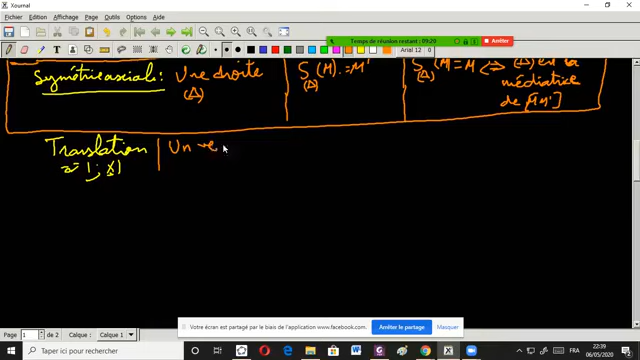 Xournal
Fichier Édition Affichage Page Outils Options Aide
Temps de réunion restant : 09:29
Arrêter
Arial 12
Symétrie axiale: Une droite S (M) = M' S (M) = M' ⟺ (Δ) est la
(Δ) (Δ) (Δ) médiatrice
de [MM']
Translation Un ve
Page 1 de 2 Calque : Calque 1
Votre écran est partagé par le biais de l'application www.facebook.com.
Arrêter le partage
Masquer
Taper ici pour rechercher
FRA
22:39
06/05/2020